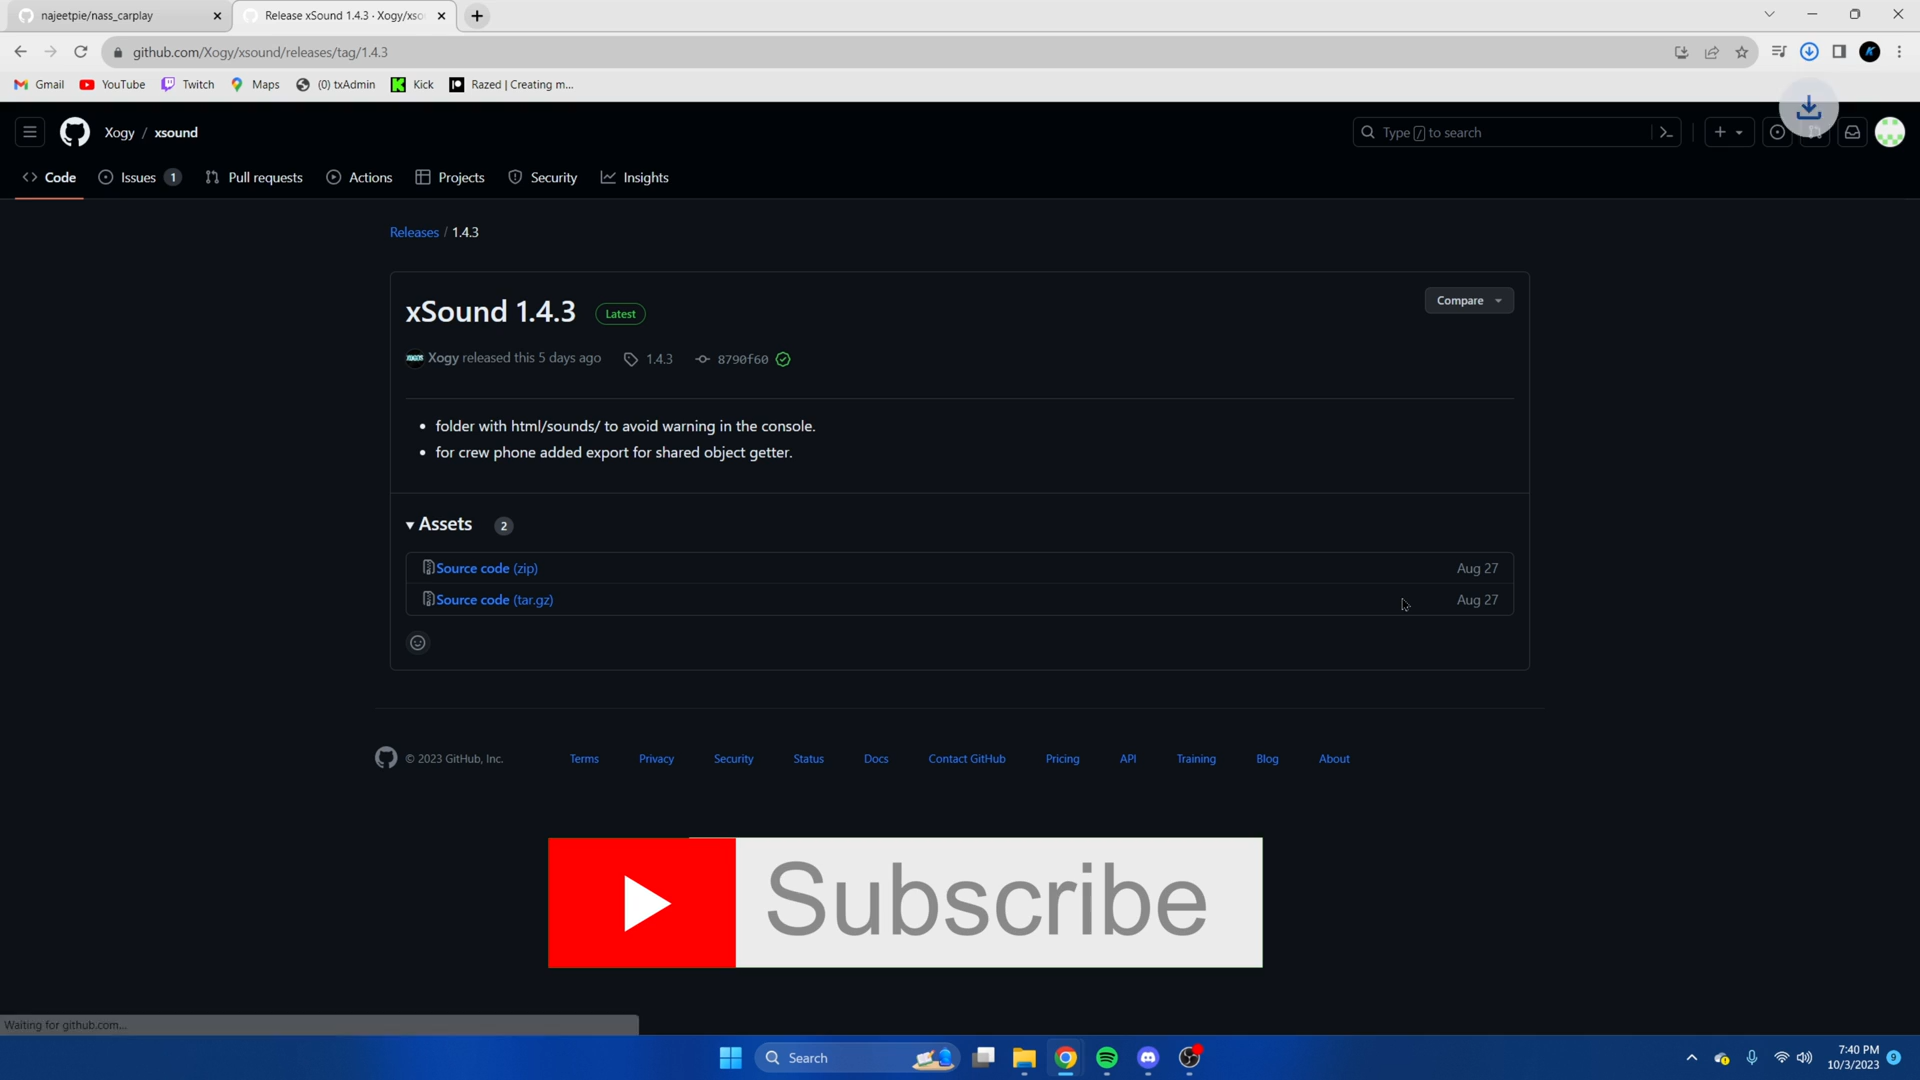 najeetpie/nass_carplay
Release xSound 1.4.3 · Xogy/xso
github.com/Xogy/xsound/releases/tag/1.4.3
Gmail
YouTube
Twitch
Maps
(0) txAdmin
Kick
Razed | Creating m...
Xogy / xsound
Type / to search
Code
Issues 1
Pull requests
Actions
Projects
Security
Insights
Releases / 1.4.3
xSound 1.4.3
Latest
Compare
Xogy released this 5 days ago
1.4.3
8790f60
folder with html/sounds/ to avoid warning in the console.
for crew phone added export for shared object getter.
Assets 2
Source code (zip)
Aug 27
Source code (tar.gz)
Aug 27
© 2023 GitHub, Inc.
Terms
Privacy
Security
Status
Docs
Contact GitHub
Pricing
API
Training
Blog
About
Subscribe
Waiting for github.com...
Search
7:40 PM
10/3/2023
9